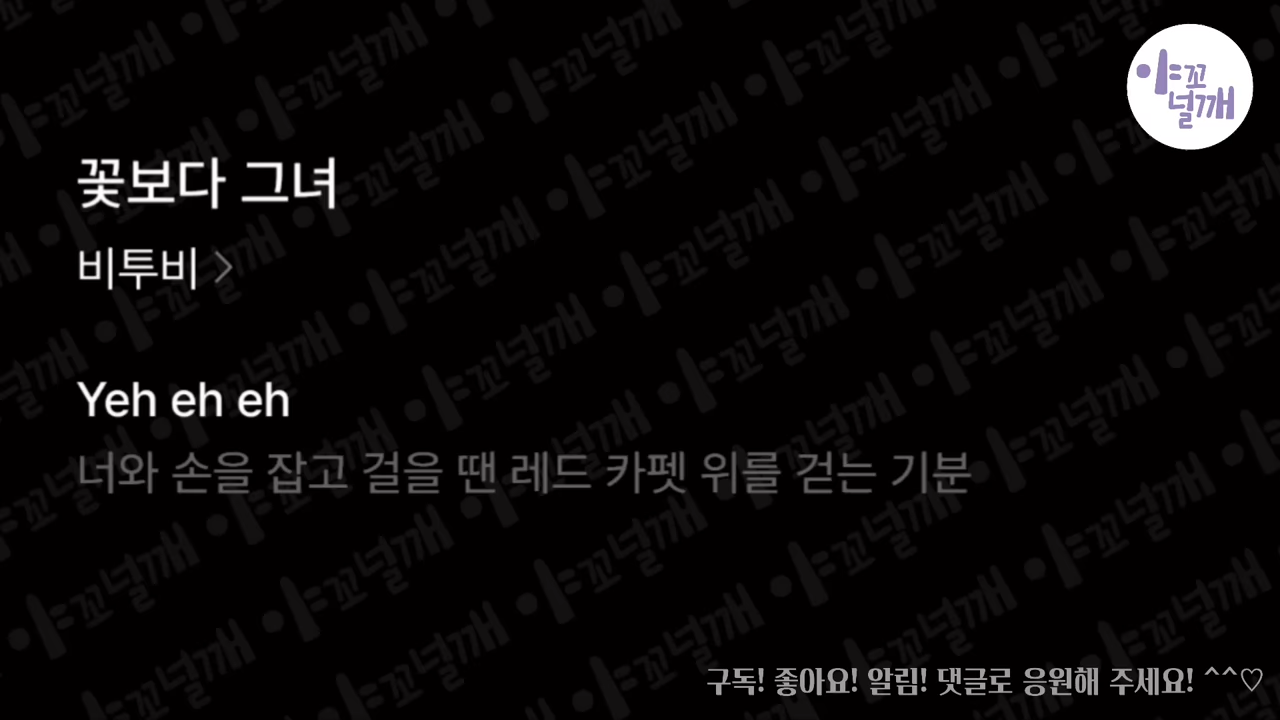 야꼬
널깨
꽃보다 그녀
비투비 >
Yeh eh eh
너와 손을 잡고 걸을 땐 레드 카펫 위를 걷는 기분
구독! 좋아요! 알림! 댓글로 응원해 주세요! ^^♡